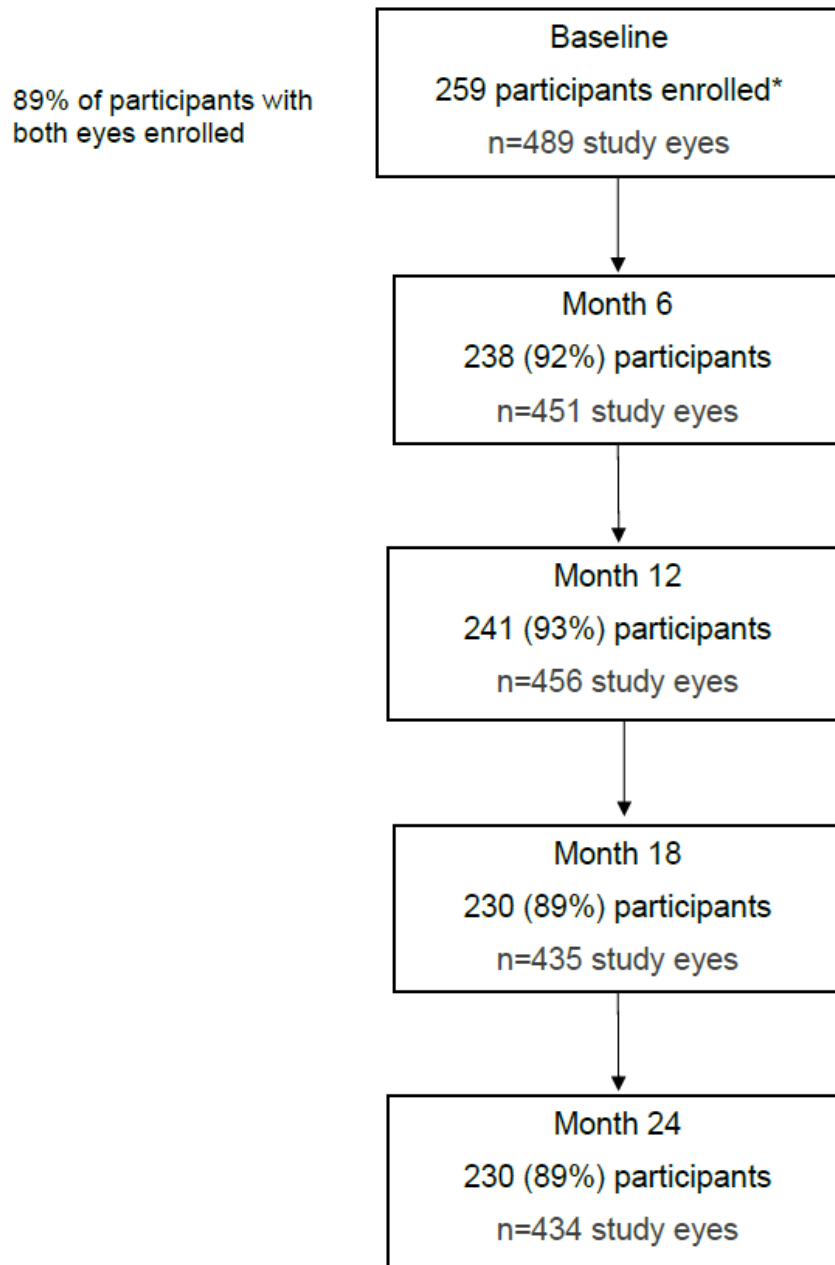 89% of participants with
both eyes enrolled
Baseline
259 participants enrolled*
n=489 study eyes
Month 6
238 (92%) participants
n=451 study eyes
Month 12
241 (93%) participants
n=456 study eyes
Month 18
230 (89%) participants
n=435 study eyes
Month 24
230 (89%) participants
n=434 study eyes